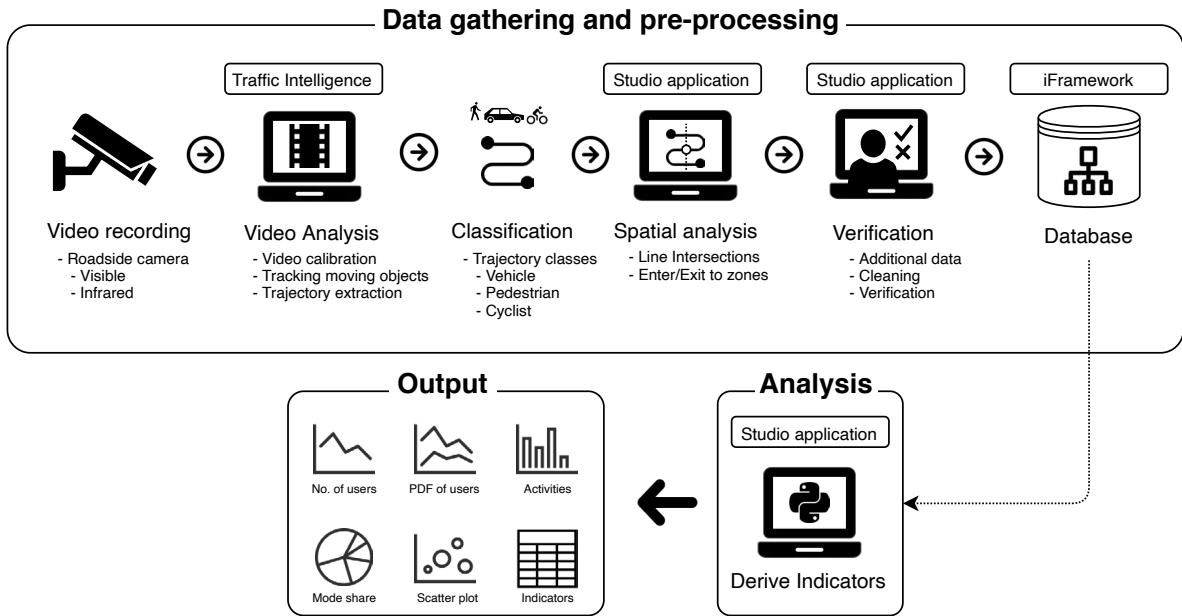 Data gathering and pre-processing
Traffic Intelligence
Studio application
Studio application
iFramework
Video recording
- Roadside camera
- Visible
- Infrared
Video Analysis
- Video calibration
- Tracking moving objects
- Trajectory extraction
Classification
- Trajectory classes
- Vehicle
- Pedestrian
- Cyclist
Spatial analysis
- Line Intersections
- Enter/Exit to zones
Verification
- Additional data
- Cleaning
- Verification
Database
Output
No. of users
PDF of users
Activities
Mode share
Scatter plot
Indicators
Analysis
Studio application
Derive Indicators